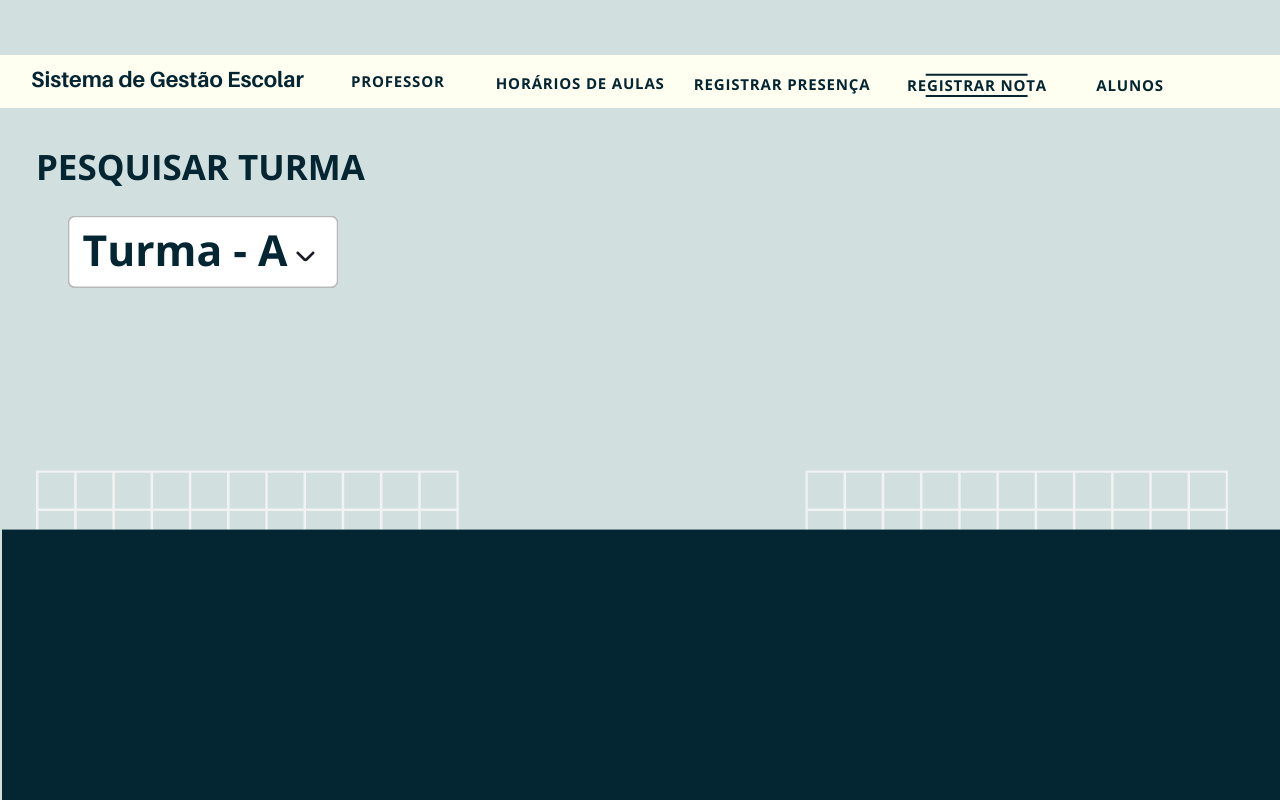 Sistema de Gestão Escolar
PROFESSOR
HORÁRIOS DE AULAS
REGISTRAR PRESENÇA
REGISTRAR NOTA
ALUNOS
PESQUISAR TURMA
Turma - A